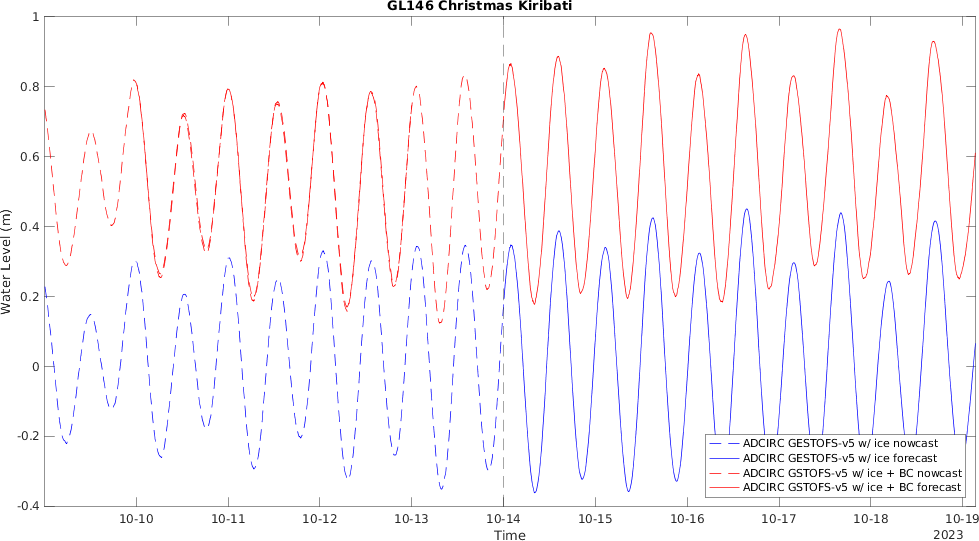 GL146 Christmas Kiribati
Water Level (m)
1
0.8
0.6
0.4
0.2
0
-0.2
-0.4
ADCIRC GESTOFS-v5 w/ ice nowcast
ADCIRC GESTOFS-v5 w/ ice forecast
ADCIRC GSTOFS-v5 w/ ice + BC nowcast
ADCIRC GSTOFS-v5 w/ ice + BC forecast
10-10 10-11 10-12 10-13 10-14 10-15 10-16 10-17 10-18 10-19
Time
2023